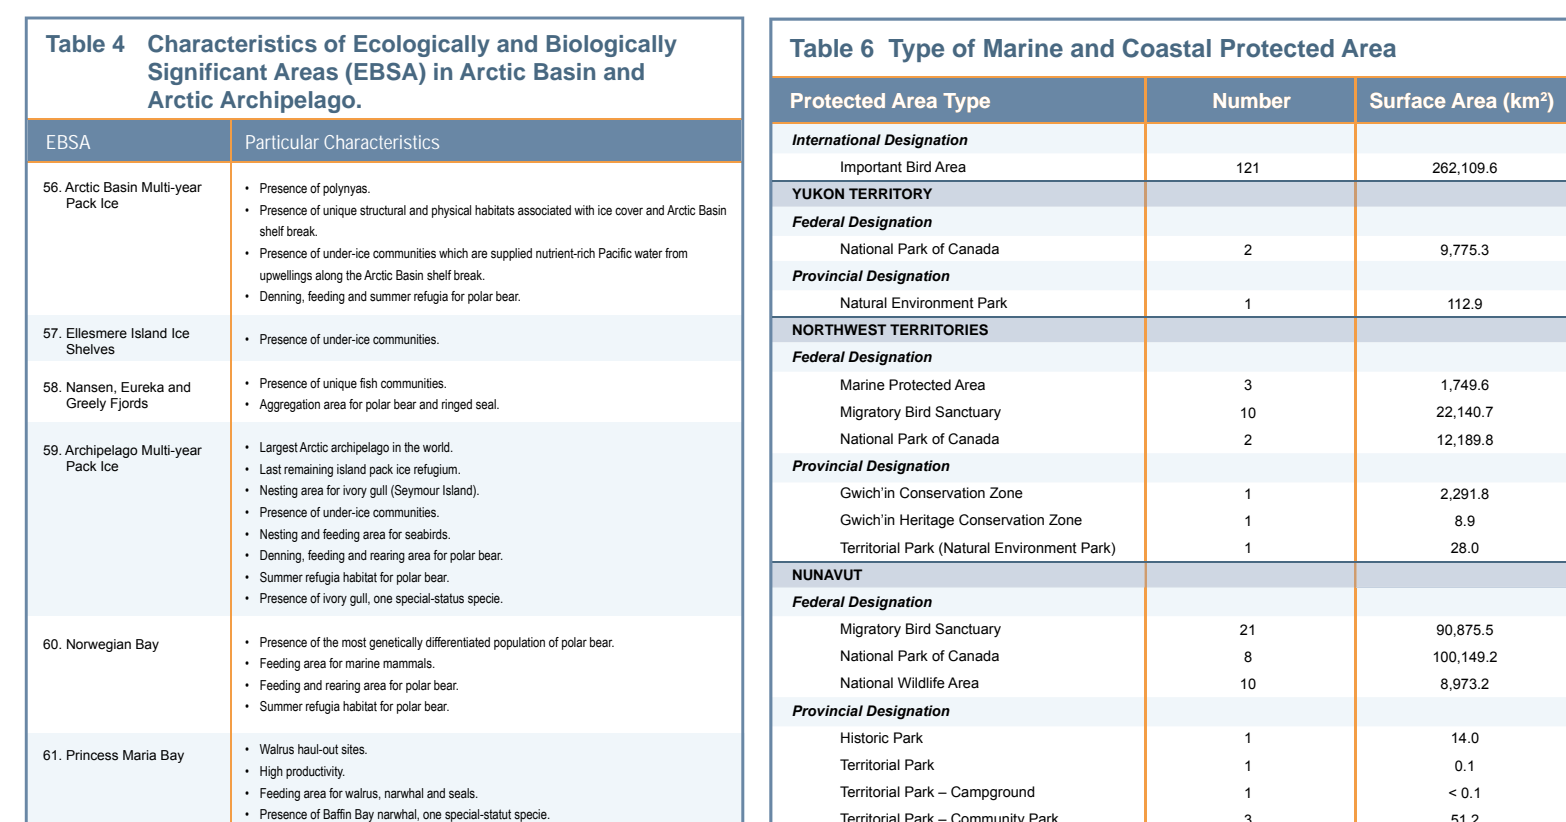 Table 4 Characteristics of Ecologically and Biologically
Significant Areas (EBSA) in Arctic Basin and
Arctic Archipelago.
EBSA Particular Characteristics
56. Arctic Basin Multi-year
Pack Ice
• Presence of polynyas.
• Presence of unique structural and physical habitats associated with ice cover and Arctic Basin
shelf break.
• Presence of under-ice communities which are supplied nutrient-rich Pacific water from
upwellings along the Arctic Basin shelf break.
• Denning, feeding and summer refugia for polar bear.
57. Ellesmere Island Ice
Shelves
• Presence of under-ice communities.
58. Nansen, Eureka and
Greely Fjords
• Presence of unique fish communities.
• Aggregation area for polar bear and ringed seal.
59. Archipelago Multi-year
Pack Ice
• Largest Arctic archipelago in the world.
• Last remaining island pack ice refugium.
• Nesting area for ivory gull (Seymour Island).
• Presence of under-ice communities.
• Nesting and feeding area for seabirds.
• Denning, feeding and rearing area for polar bear.
• Summer refugia habitat for polar bear.
• Presence of ivory gull, one special-status specie.
60. Norwegian Bay
• Presence of the most genetically differentiated population of polar bear.
• Feeding area for marine mammals.
• Feeding and rearing area for polar bear.
• Summer refugia habitat for polar bear.
61. Princess Maria Bay
• Walrus haul-out sites.
• High productivity.
• Feeding area for walrus, narwhal and seals.
• Presence of Baffin Bay narwhal, one special-statut specie.
Table 6 Type of Marine and Coastal Protected Area
Protected Area Type Number Surface Area (km²)
International Designation
Important Bird Area 121 262,109.6
YUKON TERRITORY
Federal Designation
National Park of Canada 2 9,775.3
Provincial Designation
Natural Environment Park 1 112.9
NORTHWEST TERRITORIES
Federal Designation
Marine Protected Area 3 1,749.6
Migratory Bird Sanctuary 10 22,140.7
National Park of Canada 2 12,189.8
Provincial Designation
Gwich’in Conservation Zone 1 2,291.8
Gwich’in Heritage Conservation Zone 1 8.9
Territorial Park (Natural Environment Park) 1 28.0
NUNAVUT
Federal Designation
Migratory Bird Sanctuary 21 90,875.5
National Park of Canada 8 100,149.2
National Wildlife Area 10 8,973.2
Provincial Designation
Historic Park 1 14.0
Territorial Park 1 0.1
Territorial Park – Campground 1 < 0.1
Territorial Park – Community Park 3 51.2